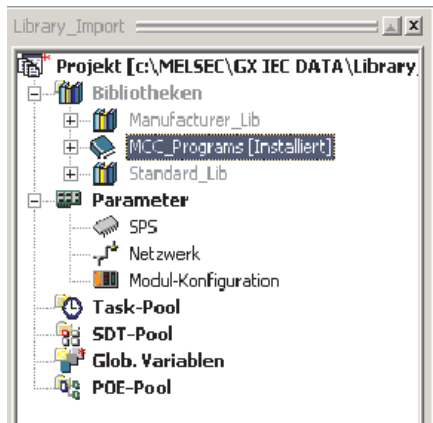 Library_Import
Projekt [c:\MELSEC\GX IEC DATA\Library
Bibliotheken
Manufacturer_Lib
MCC_Programs [Installiert]
Standard_Lib
Parameter
SPS
Netzwerk
Modul-Konfiguration
Task-Pool
SDT-Pool
Glob. Variablen
POE-Pool